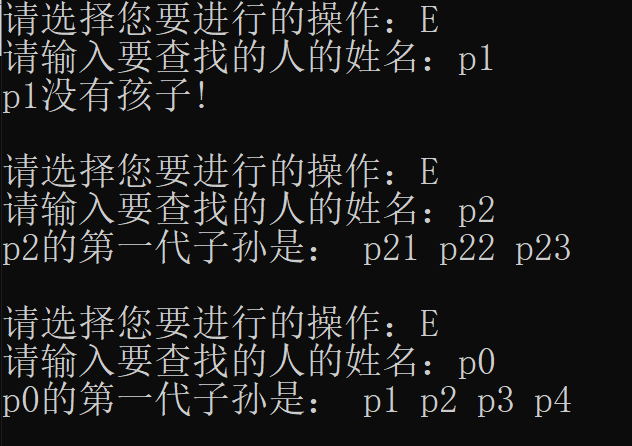 请选择您要进行的操作：E
请输入要查找的人的姓名：p1
p1没有孩子!
请选择您要进行的操作：E
请输入要查找的人的姓名：p2
p2的第一代子孙是： p21 p22 p23
请选择您要进行的操作：E
请输入要查找的人的姓名：p0
p0的第一代子孙是： p1 p2 p3 p4